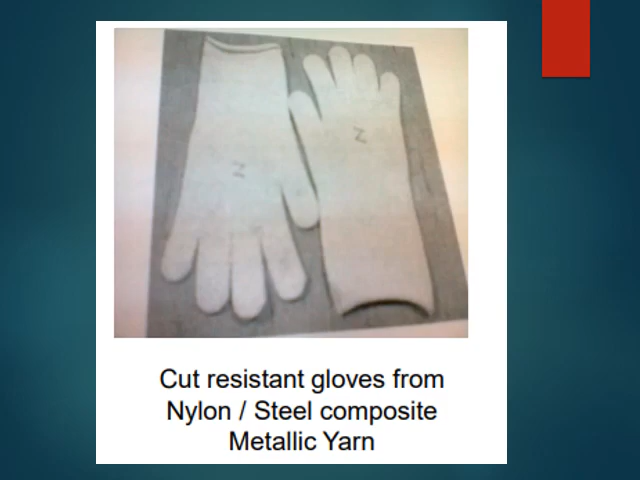 Z
Z
Cut resistant gloves from
Nylon / Steel composite
Metallic Yarn